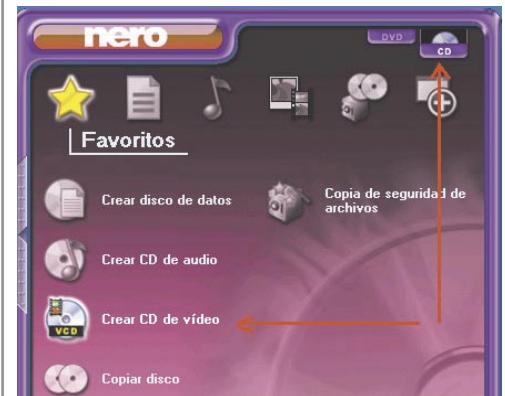 nero
DVD
CD
Favoritos
Crear disco de datos
Copia de seguridad de
archivos
Crear CD de audio
VCD
Crear CD de vídeo
Copiar disco